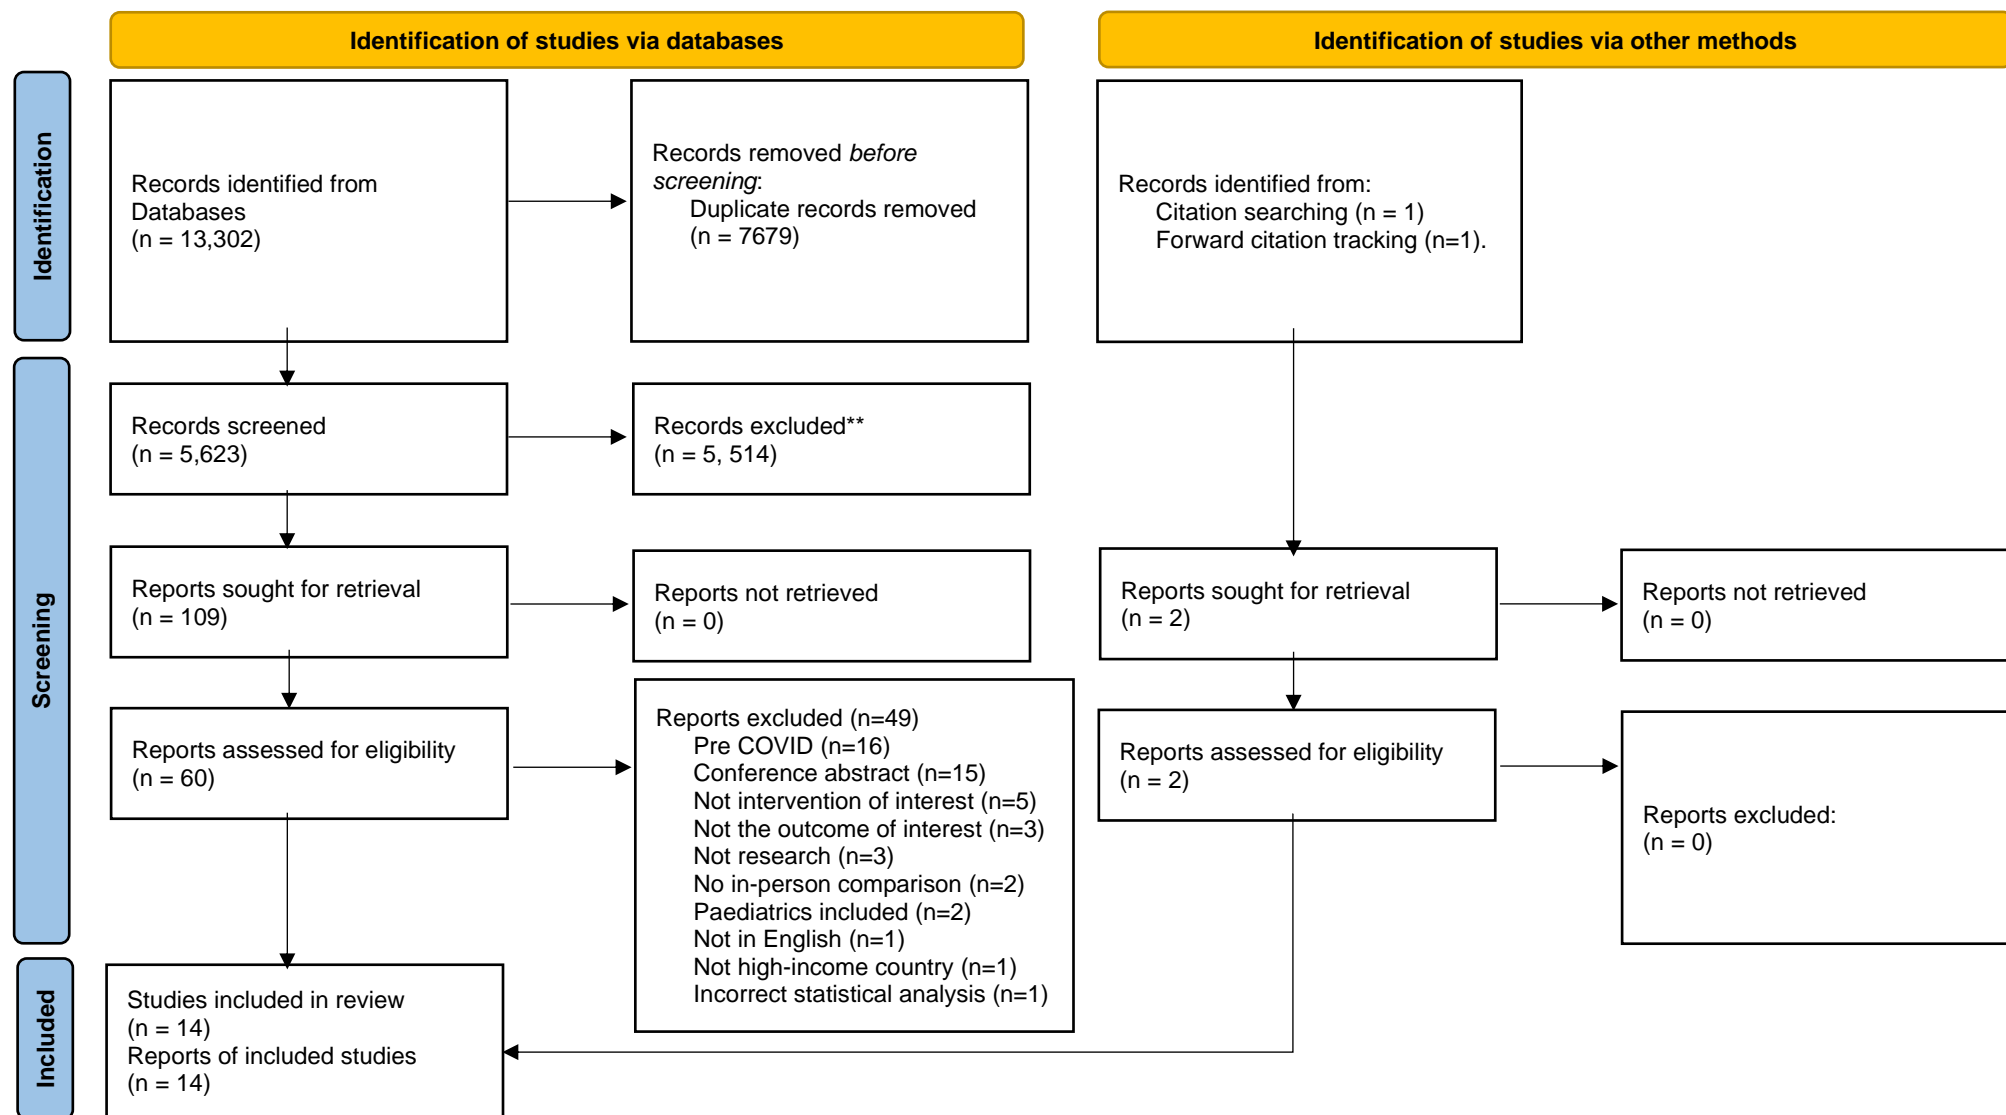 Identification of studies via databases
Identification of studies via other methods
Identification
Records identified from
Databases
(n = 13,302)
Records removed before
screening:
Duplicate records removed
(n = 7679)
Records identified from:
Citation searching (n = 1)
Forward citation tracking (n=1).
Screening
Records screened
(n = 5,623)
Records excluded**
(n = 5, 514)
Reports sought for retrieval
(n = 109)
Reports not retrieved
(n = 0)
Reports sought for retrieval
(n = 2)
Reports not retrieved
(n = 0)
Reports assessed for eligibility
(n = 60)
Reports excluded (n=49)
Pre COVID (n=16)
Conference abstract (n=15)
Not intervention of interest (n=5)
Not the outcome of interest (n=3)
Not research (n=3)
No in-person comparison (n=2)
Paediatrics included (n=2)
Not in English (n=1)
Not high-income country (n=1)
Incorrect statistical analysis (n=1)
Reports assessed for eligibility
(n = 2)
Reports excluded:
(n = 0)
Included
Studies included in review
(n = 14)
Reports of included studies
(n = 14)